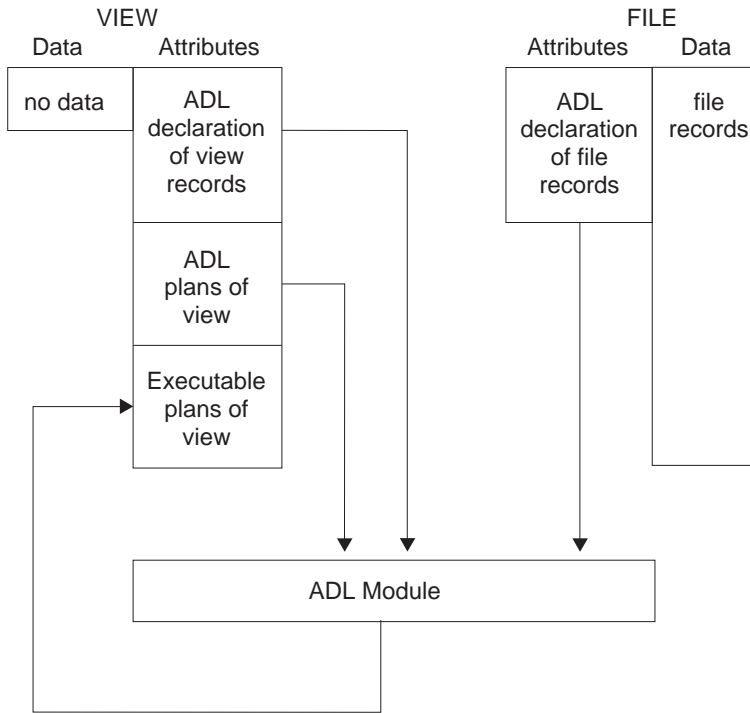 VIEW
FILE
Data
Attributes
Attributes
Data
no data
ADL
declaration
of view
records
ADL
declaration
of file
records
file
records
ADL
plans of
view
Executable
plans of
view
ADL Module